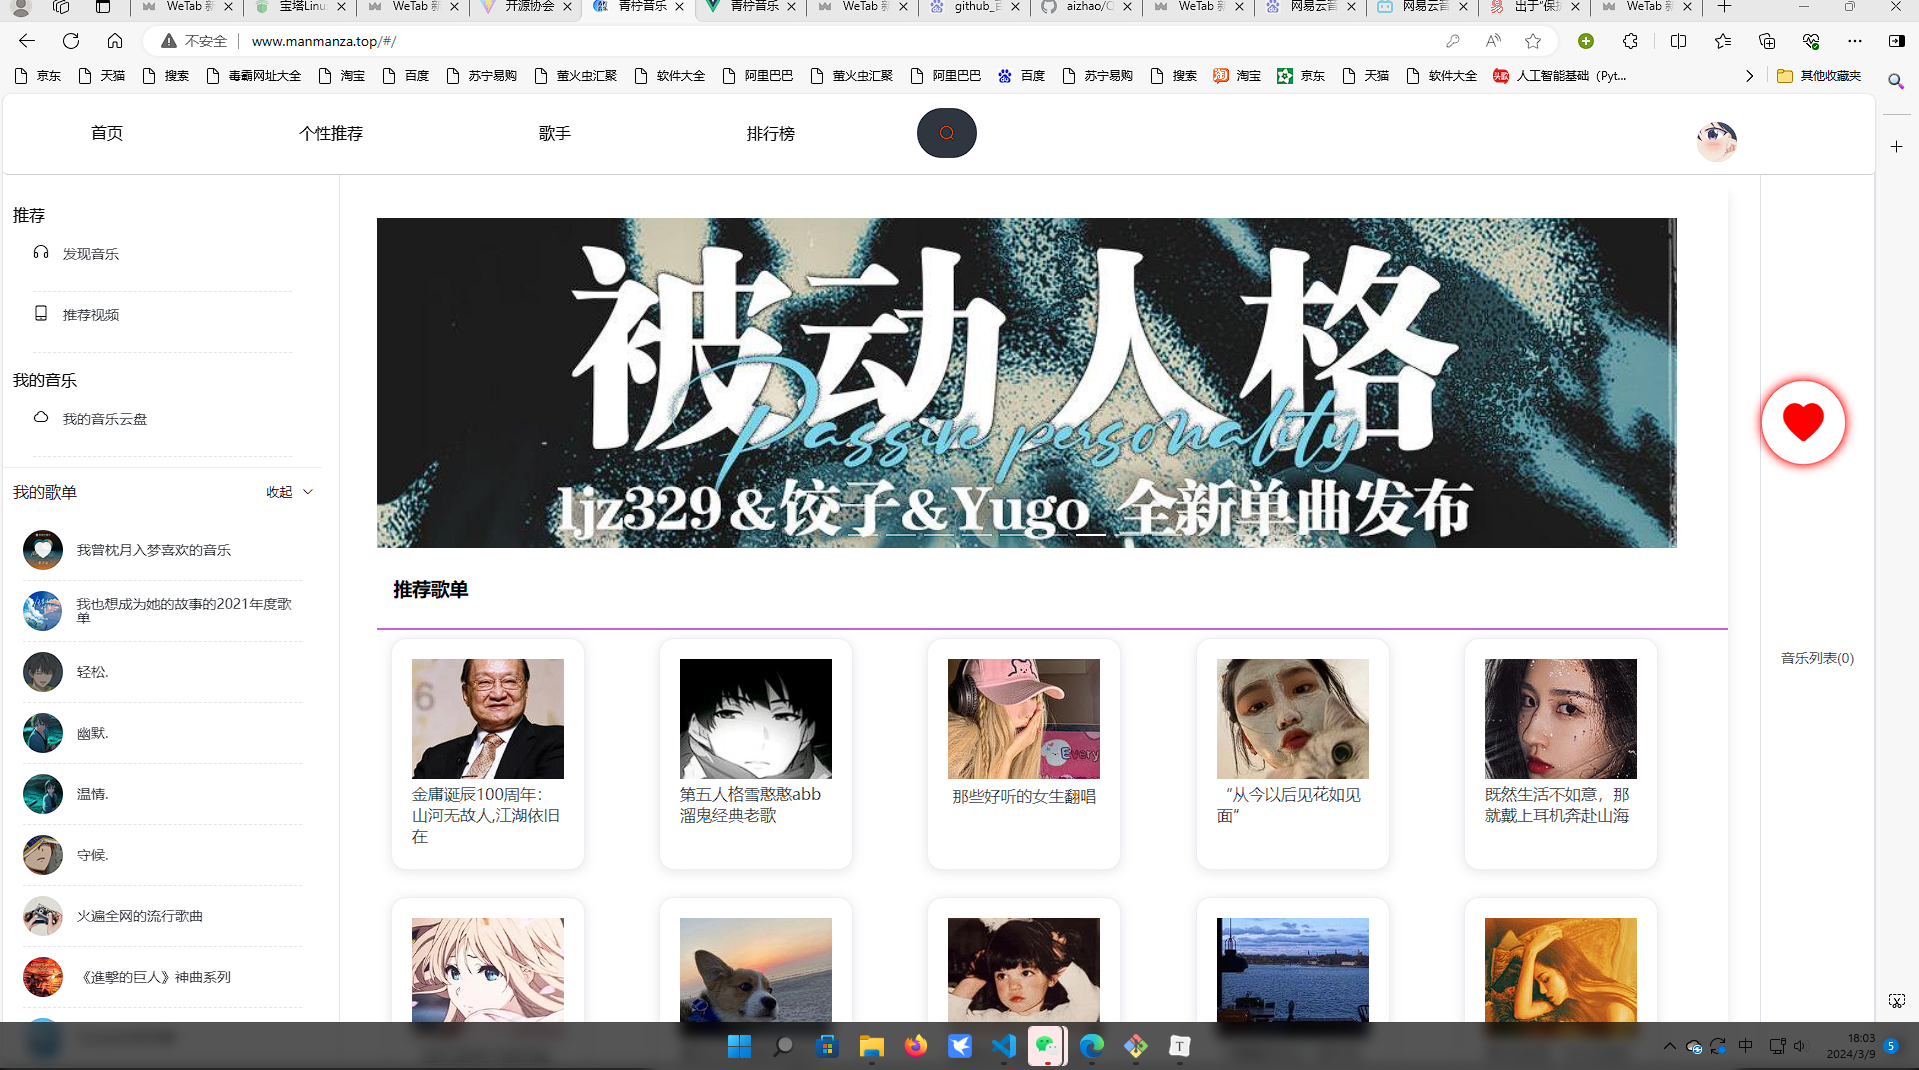 WeTab 新
宝塔Linu
WeTab 新
开源协会
青柠音乐
青柠音乐
WeTab 新
github_百
aizhao/Q
WeTab 新
网易云音
网易云音
出于“保护
WeTab 新
不安全 www.manmanza.top/#/
京东 天猫 搜索 毒霸网址大全 淘宝 百度 苏宁易购 萤火虫汇聚 软件大全 阿里巴巴 萤火虫汇聚 阿里巴巴 百度 苏宁易购 搜索 淘宝 京东 天猫 软件大全 人工智能基础（Pyt... 其他收藏夹
首页 个性推荐 歌手 排行榜
推荐
发现音乐
推荐视频
我的音乐
我的音乐云盘
我的歌单 收起
我曾枕月入梦喜欢的音乐
我也想成为她的故事的2021年度歌
单
轻松.
幽默.
温情.
守候.
火遍全网的流行歌曲
《進擊的巨人》神曲系列
被动人格
Passive personality
ljz329&饺子&Yugo 全新单曲发布
推荐歌单
6
金庸诞辰100周年：
山河无故人,江湖依旧
在
第五人格雪憨憨abb
溜鬼经典老歌
Every
那些好听的女生翻唱
“从今以后见花如见
面“
既然生活不如意，那
就戴上耳机奔赴山海
音乐列表(0)
中
18:03
2024/3/9
5